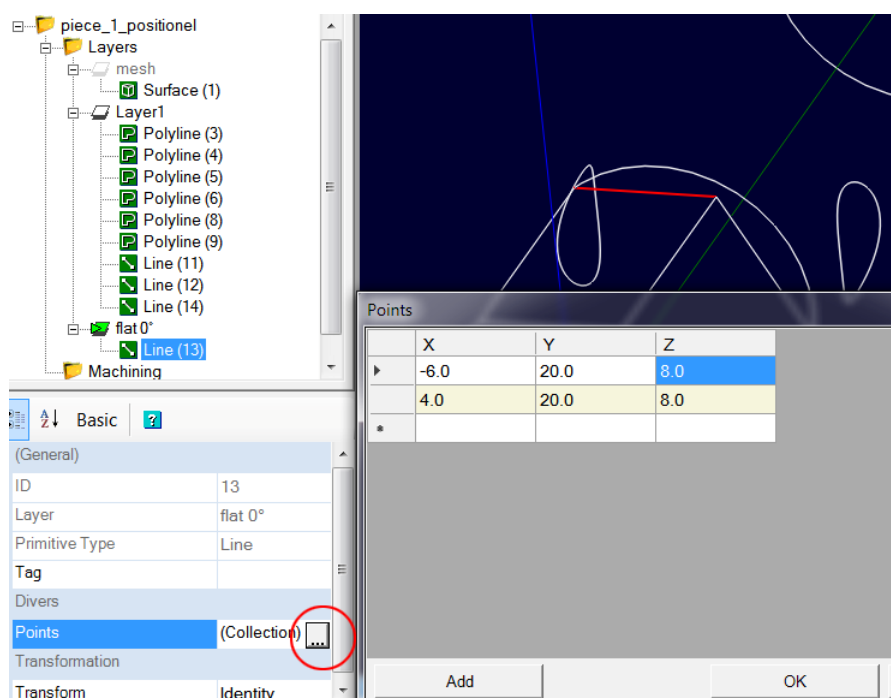 piece_1_positionel
Layers
mesh
Surface (1)
Layer1
Polyline (3)
Polyline (4)
Polyline (5)
Polyline (6)
Polyline (8)
Polyline (9)
Line (11)
Line (12)
Line (14)
flat 0°
Line (13)
Machining
Basic
(General)
ID 13
Layer flat 0°
Primitive Type Line
Tag
Divers
Points (Collection) ...
Transformation
Transform Identity
Points
X Y Z
-6.0 20.0 8.0
4.0 20.0 8.0
Add OK